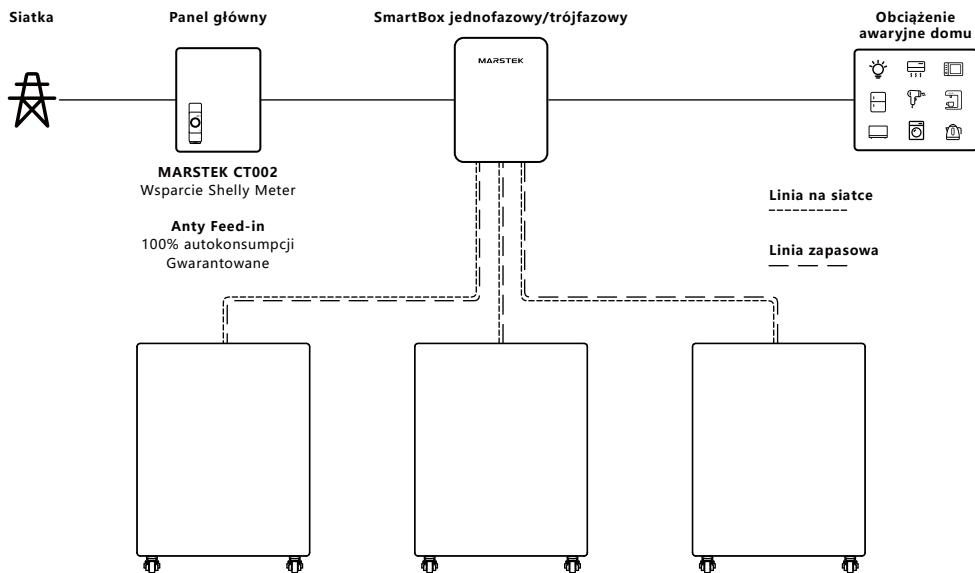 Siatka
Panel główny
SmartBox jednofazowy/trójfazowy
Obciążenie
awaryjne domu
MARSTEK
MARSTEK CT002
Wsparcie Shelly Meter
Anty Feed-in
100% autokonsumpcji
Gwarantowane
Linia na siatce
Linia zapasowa